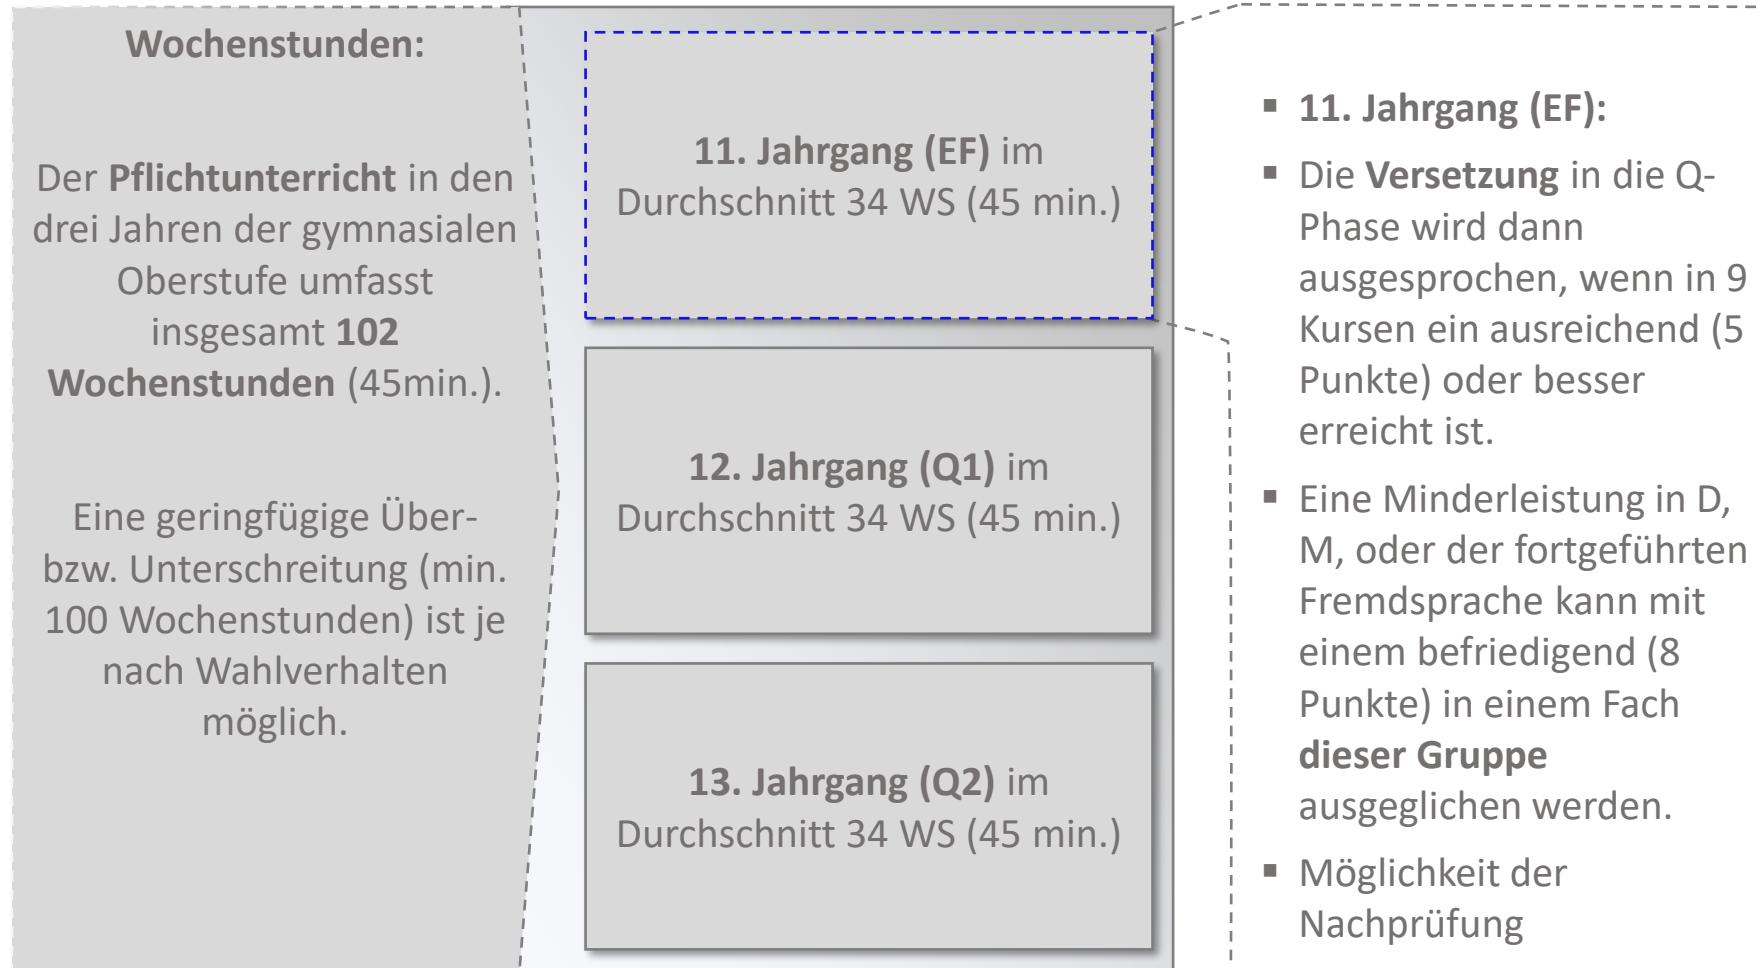 Wochenstunden:
Der Pflichtunterricht in den
drei Jahren der gymnasialen
Oberstufe umfasst
insgesamt 102
Wochenstunden (45min.).
Eine geringfügige Über-
bzw. Unterschreitung (min.
100 Wochenstunden) ist je
nach Wahlverhalten
möglich.
11. Jahrgang (EF) im
Durchschnitt 34 WS (45 min.)
12. Jahrgang (Q1) im
Durchschnitt 34 WS (45 min.)
13. Jahrgang (Q2) im
Durchschnitt 34 WS (45 min.)
▪ 11. Jahrgang (EF):
▪ Die Versetzung in die Q-
Phase wird dann
ausgesprochen, wenn in 9
Kursen ein ausreichend (5
Punkte) oder besser
erreicht ist.
▪ Eine Minderleistung in D,
M, oder der fortgeführten
Fremdsprache kann mit
einem befriedigend (8
Punkte) in einem Fach
dieser Gruppe
ausgeglichen werden.
▪ Möglichkeit der
Nachprüfung